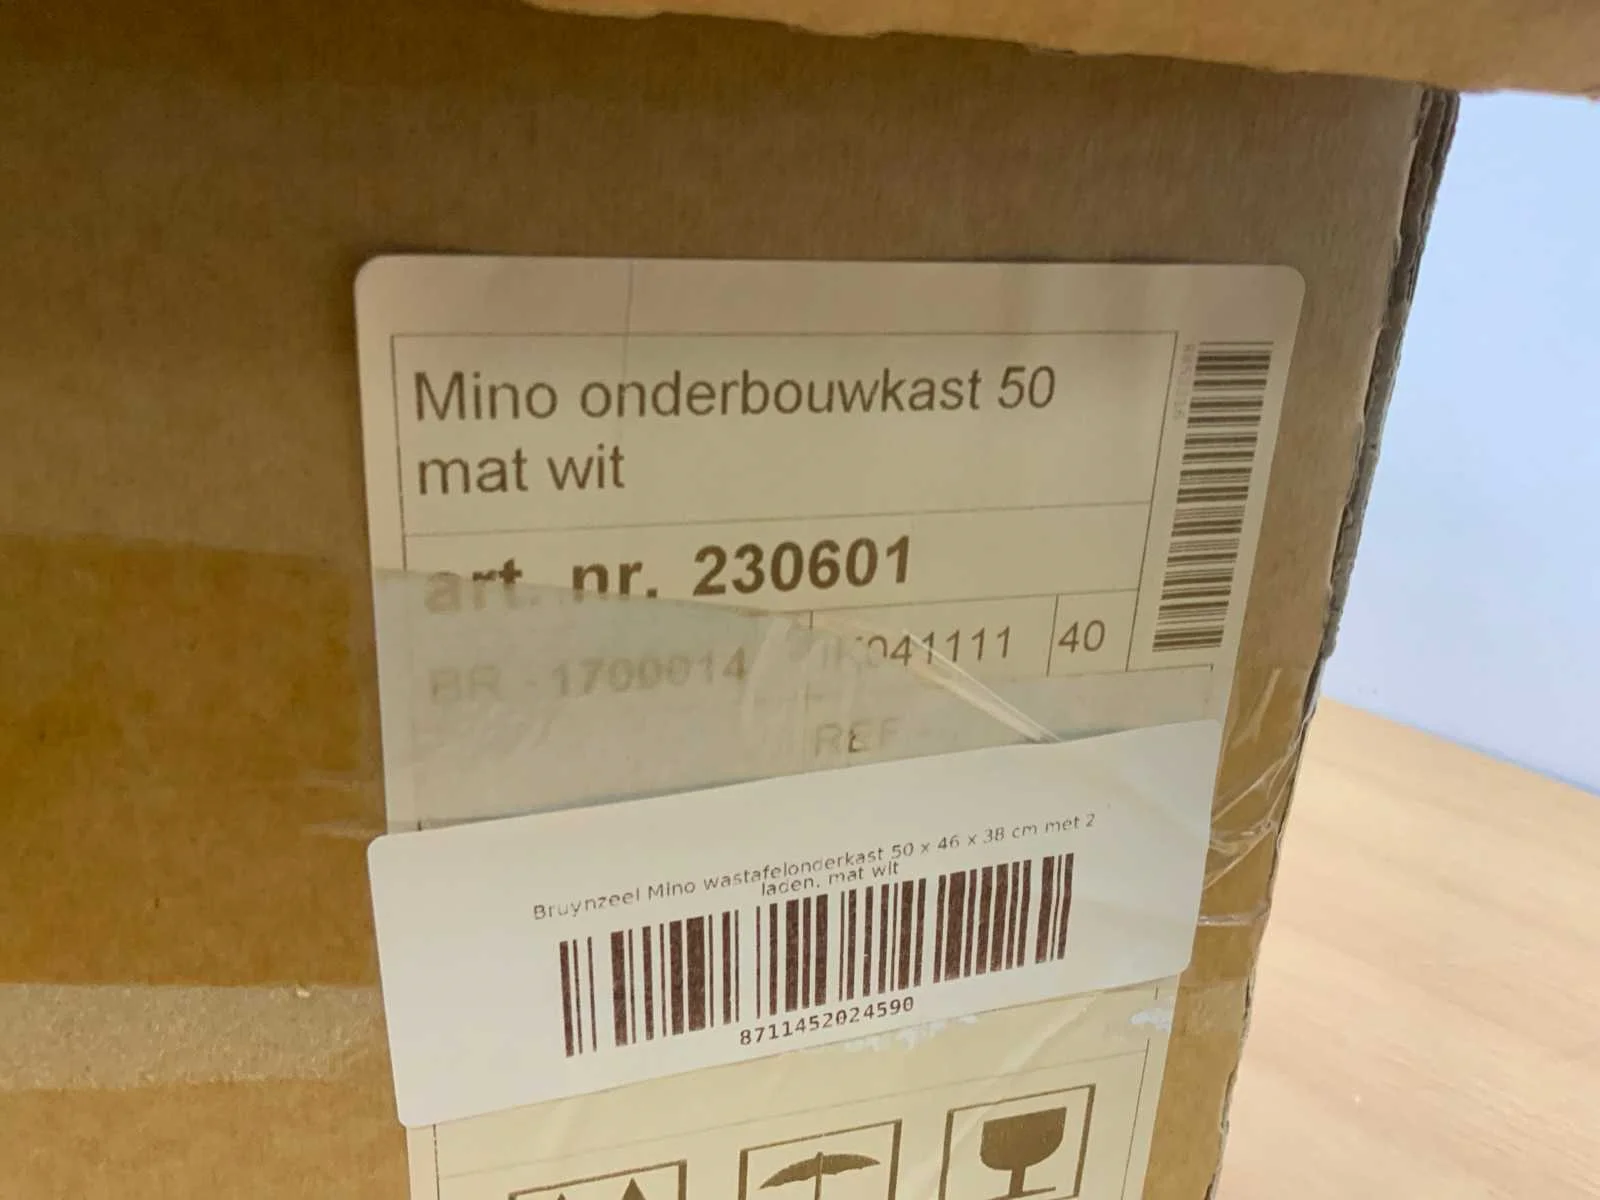 Mino onderbouwkast 50
mat wit
art. nr. 230601
BR - 1700014
041111
40
REF
Bruynzeel Mino wastafelonderkast 50 x 46 x 38 cm met 2
laden, mat wit
8711452024590